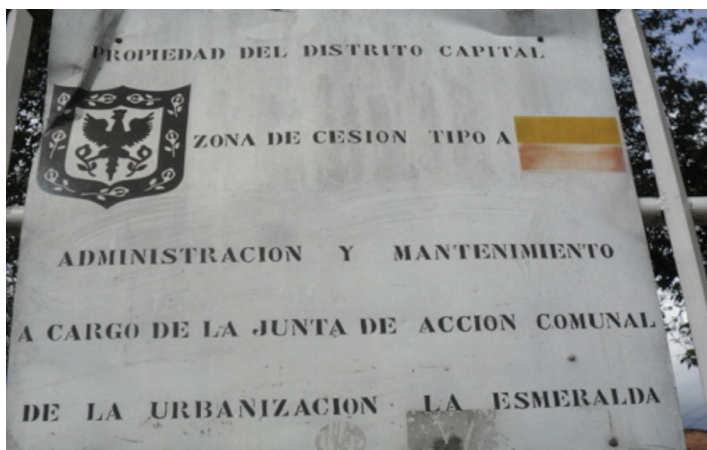 PROPIEDAD DEL DISTRITO CAPITAL
ZONA DE CESION TIPO A
ADMINISTRACION Y MANTENIMIENTO
A CARGO DE LA JUNTA DE ACCION COMUNAL
DE LA URBANIZACION LA ESMERALDA